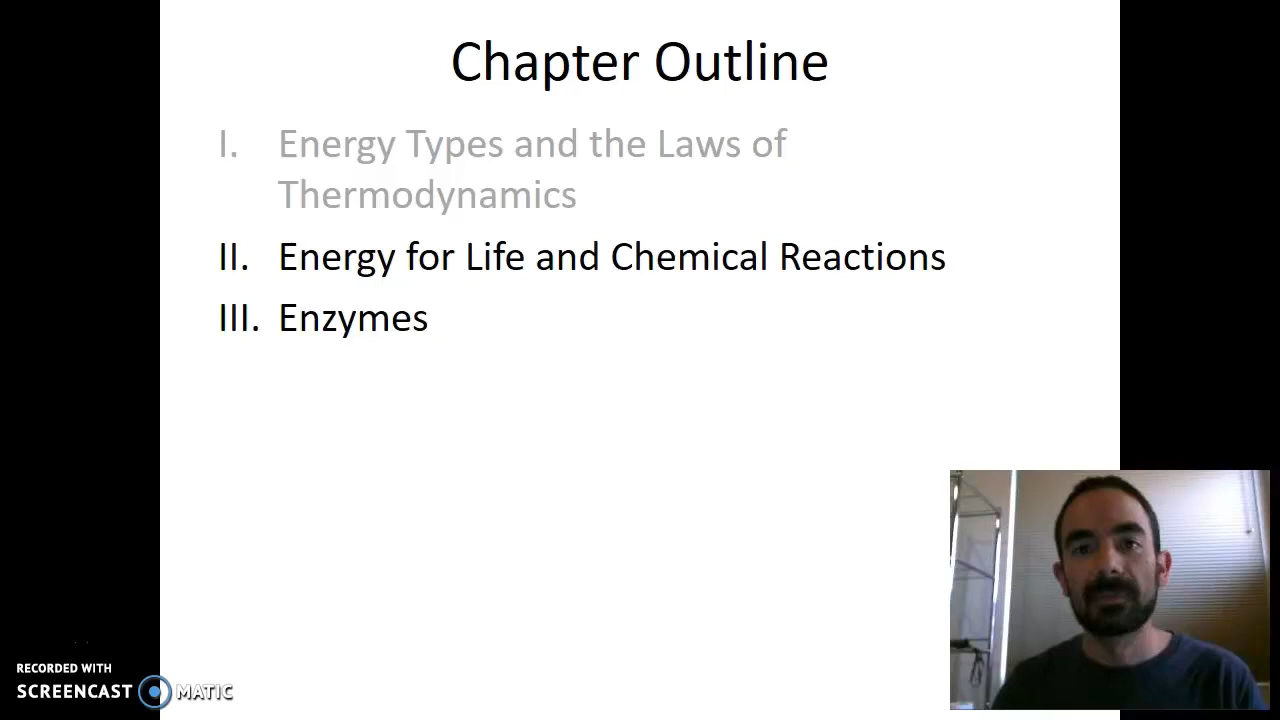 Chapter Outline
I. Energy Types and the Laws of
Thermodynamics
II. Energy for Life and Chemical Reactions
III. Enzymes
RECORDED WITH
SCREENCAST MATIC